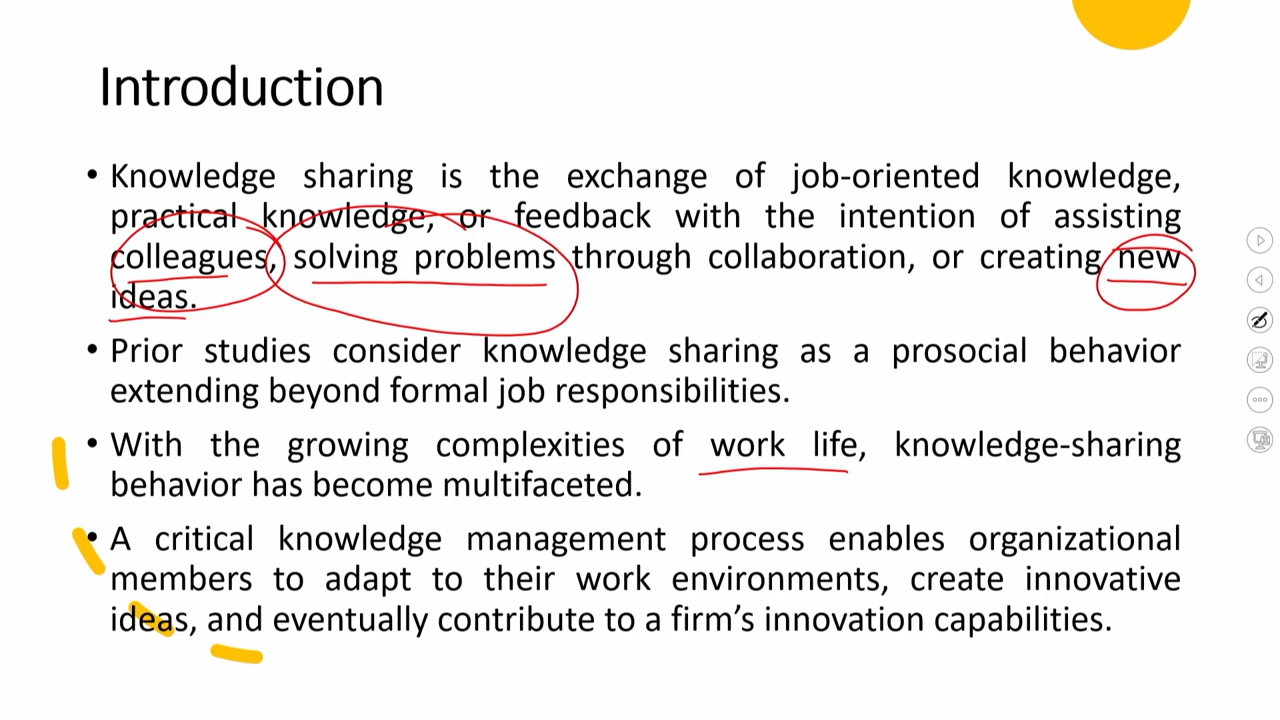 Introduction
• Knowledge sharing is the exchange of job-oriented knowledge,
practical knowledge, or feedback with the intention of assisting
colleagues, solving problems through collaboration, or creating new
ideas.
• Prior studies consider knowledge sharing as a prosocial behavior
extending beyond formal job responsibilities.
• With the growing complexities of work life, knowledge-sharing
behavior has become multifaceted.
• A critical knowledge management process enables organizational
members to adapt to their work environments, create innovative
ideas, and eventually contribute to a firm’s innovation capabilities.